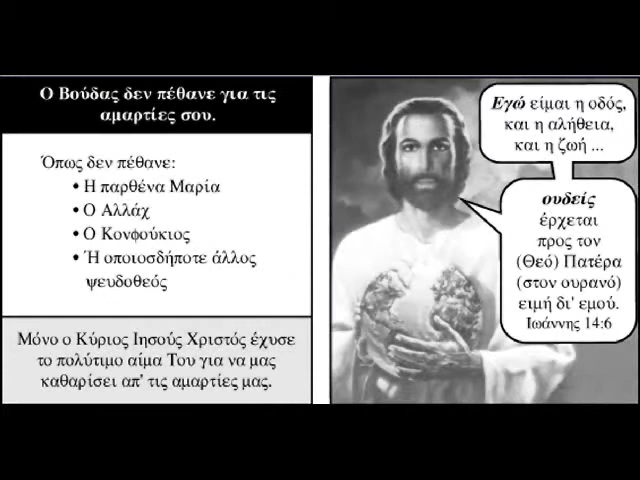 Ο Βούδας δεν πέθανε για τις
αμαρτίες σου.
Όπως δεν πέθανε:
• Η παρθένα Μαρία
• Ο Αλλάχ
• Ο Κονφούκιος
• Ή οποιοσδήποτε άλλος
ψευδοθεός
Μόνο ο Κύριος Ιησούς Χριστός έχυσε
το πολύτιμο αίμα Του για να μας
καθαρίσει απ' τις αμαρτίες μας.
Εγώ είμαι η οδός,
και η αλήθεια,
και η ζωή ...
ουδείς
έρχεται
προς τον
(Θεό) Πατέρα
(στον ουρανό)
ειμή δι' εμού.
Ιωάννης 14:6